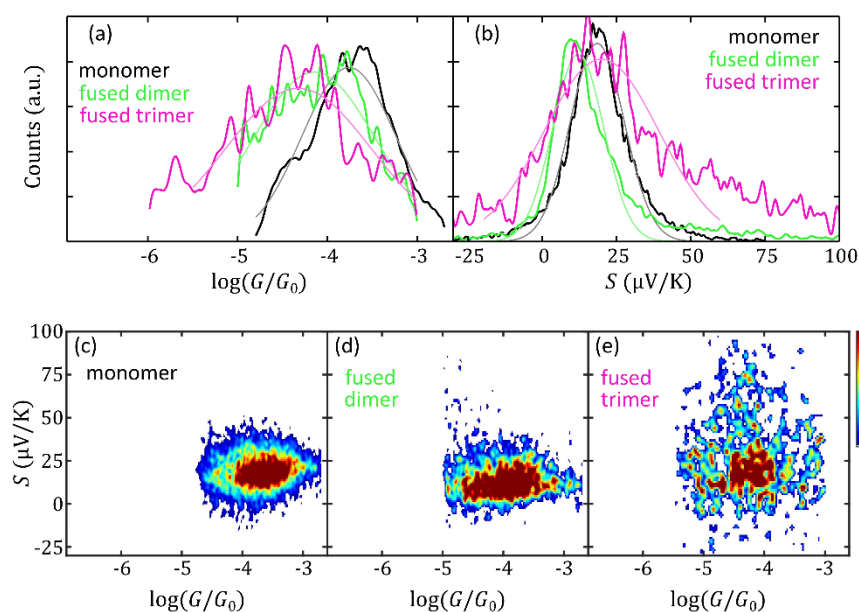 (a)
monomer
fused dimer
fused trimer
Counts (a.u.)
-6 -5 -4 -3
log(G/G₀)
(b)
monomer
fused dimer
fused trimer
-25 0 25 50 75 100
S (μV/K)
100
75
50
25
0
-25
S (μV/K)
(c)
monomer
-6 -5 -4 -3
log(G/G₀)
(d)
fused
dimer
-6 -5 -4 -3
log(G/G₀)
(e)
fused
trimer
-6 -5 -4 -3
log(G/G₀)